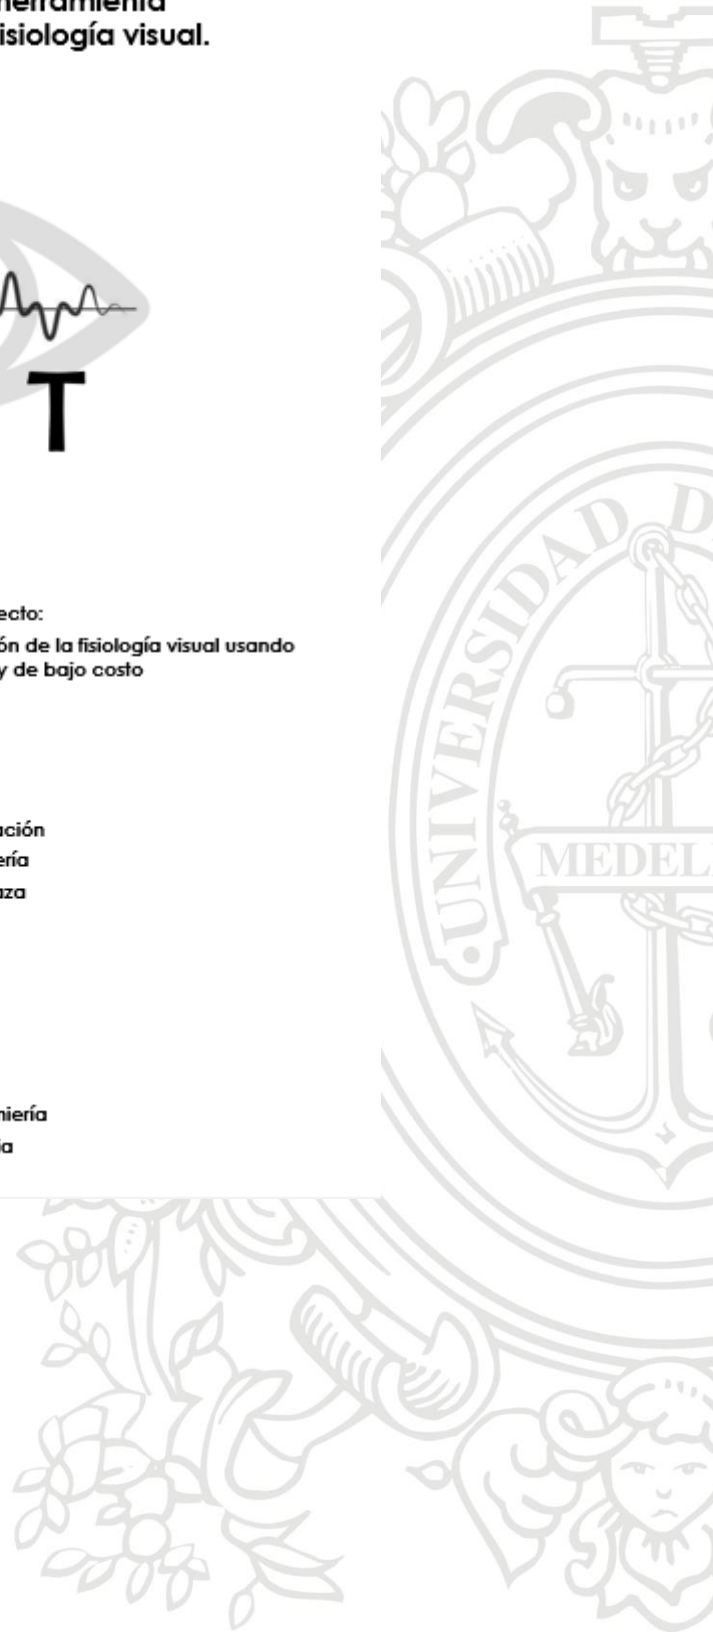 herramienta
isiología visual.
T
ecto:
ón de la fisiología visual usando
y de bajo costo
ación
ería
aza
niería
ia
UNIVERSIDAD D
MEDEL